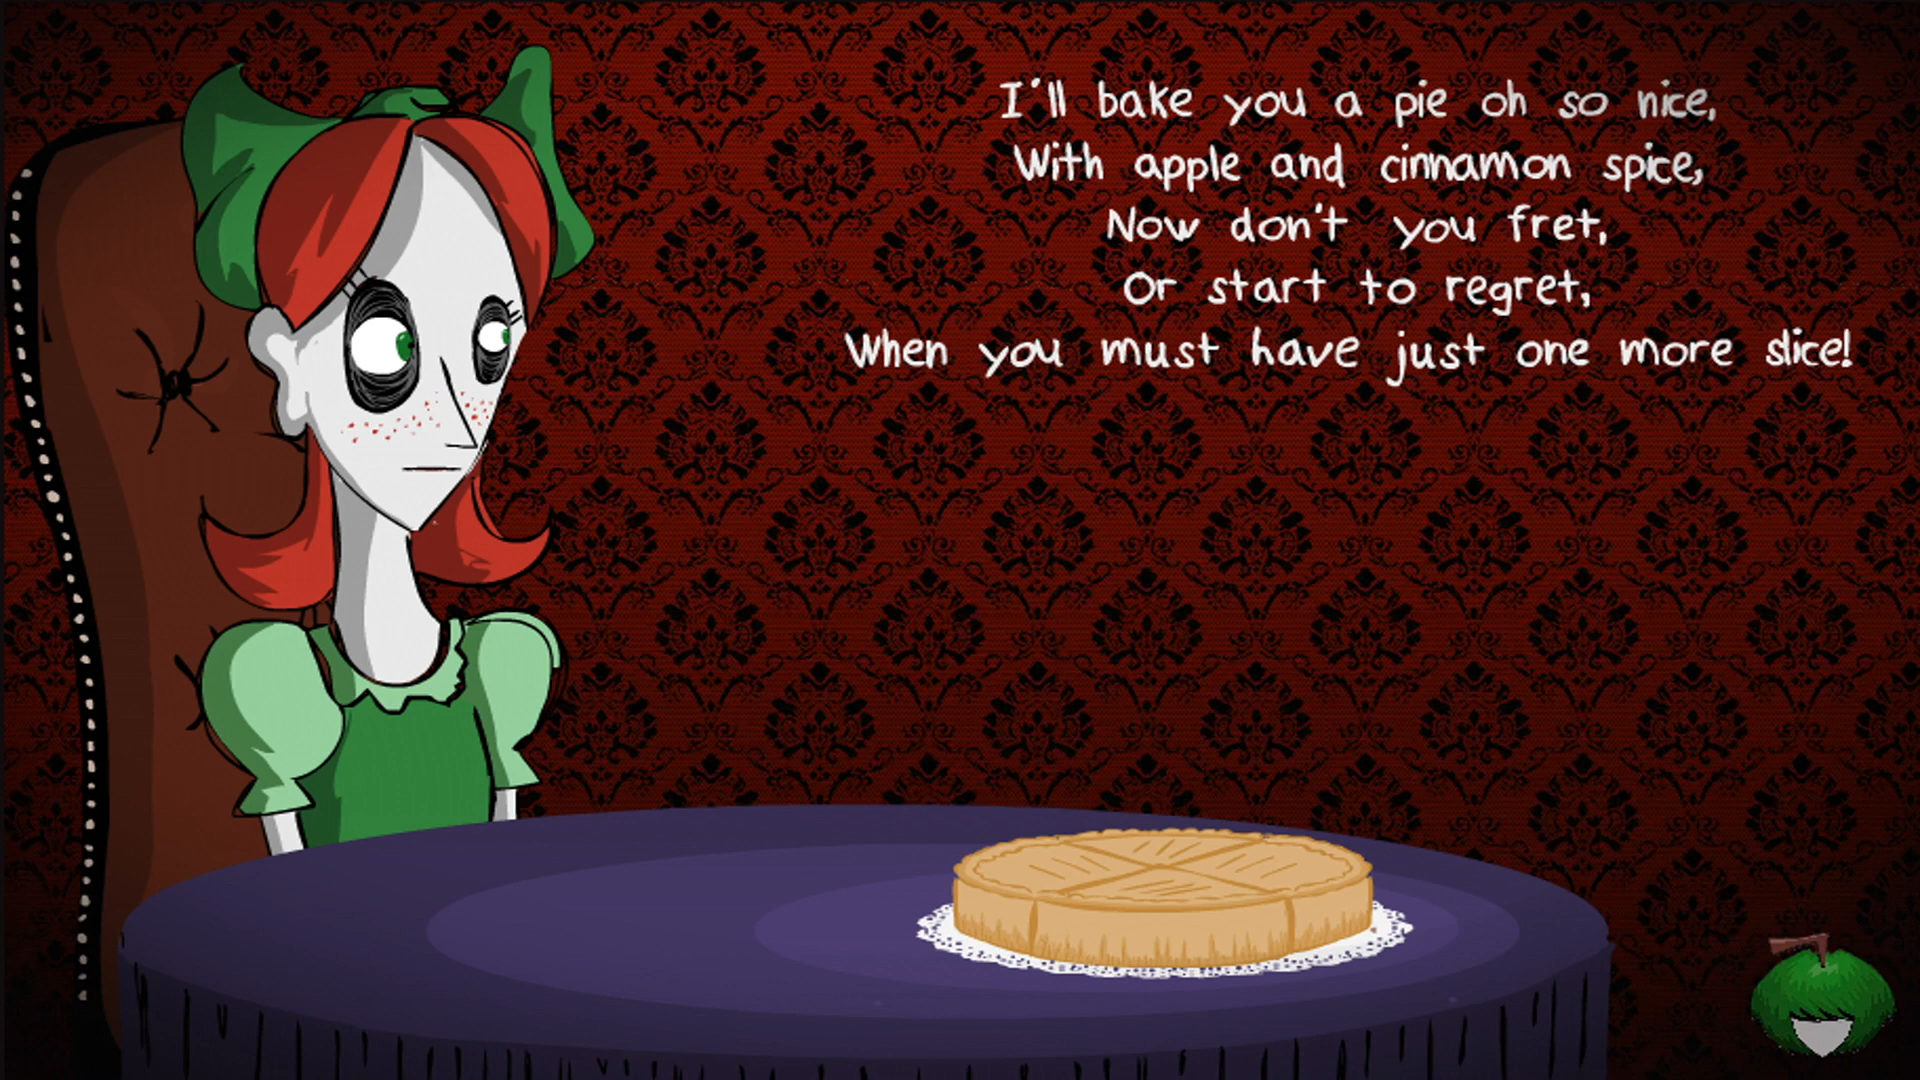 I'll bake you a pie oh so nice,
With apple and cinnamon spice,
Now don't you fret,
Or start to regret,
When you must have just one more slice!